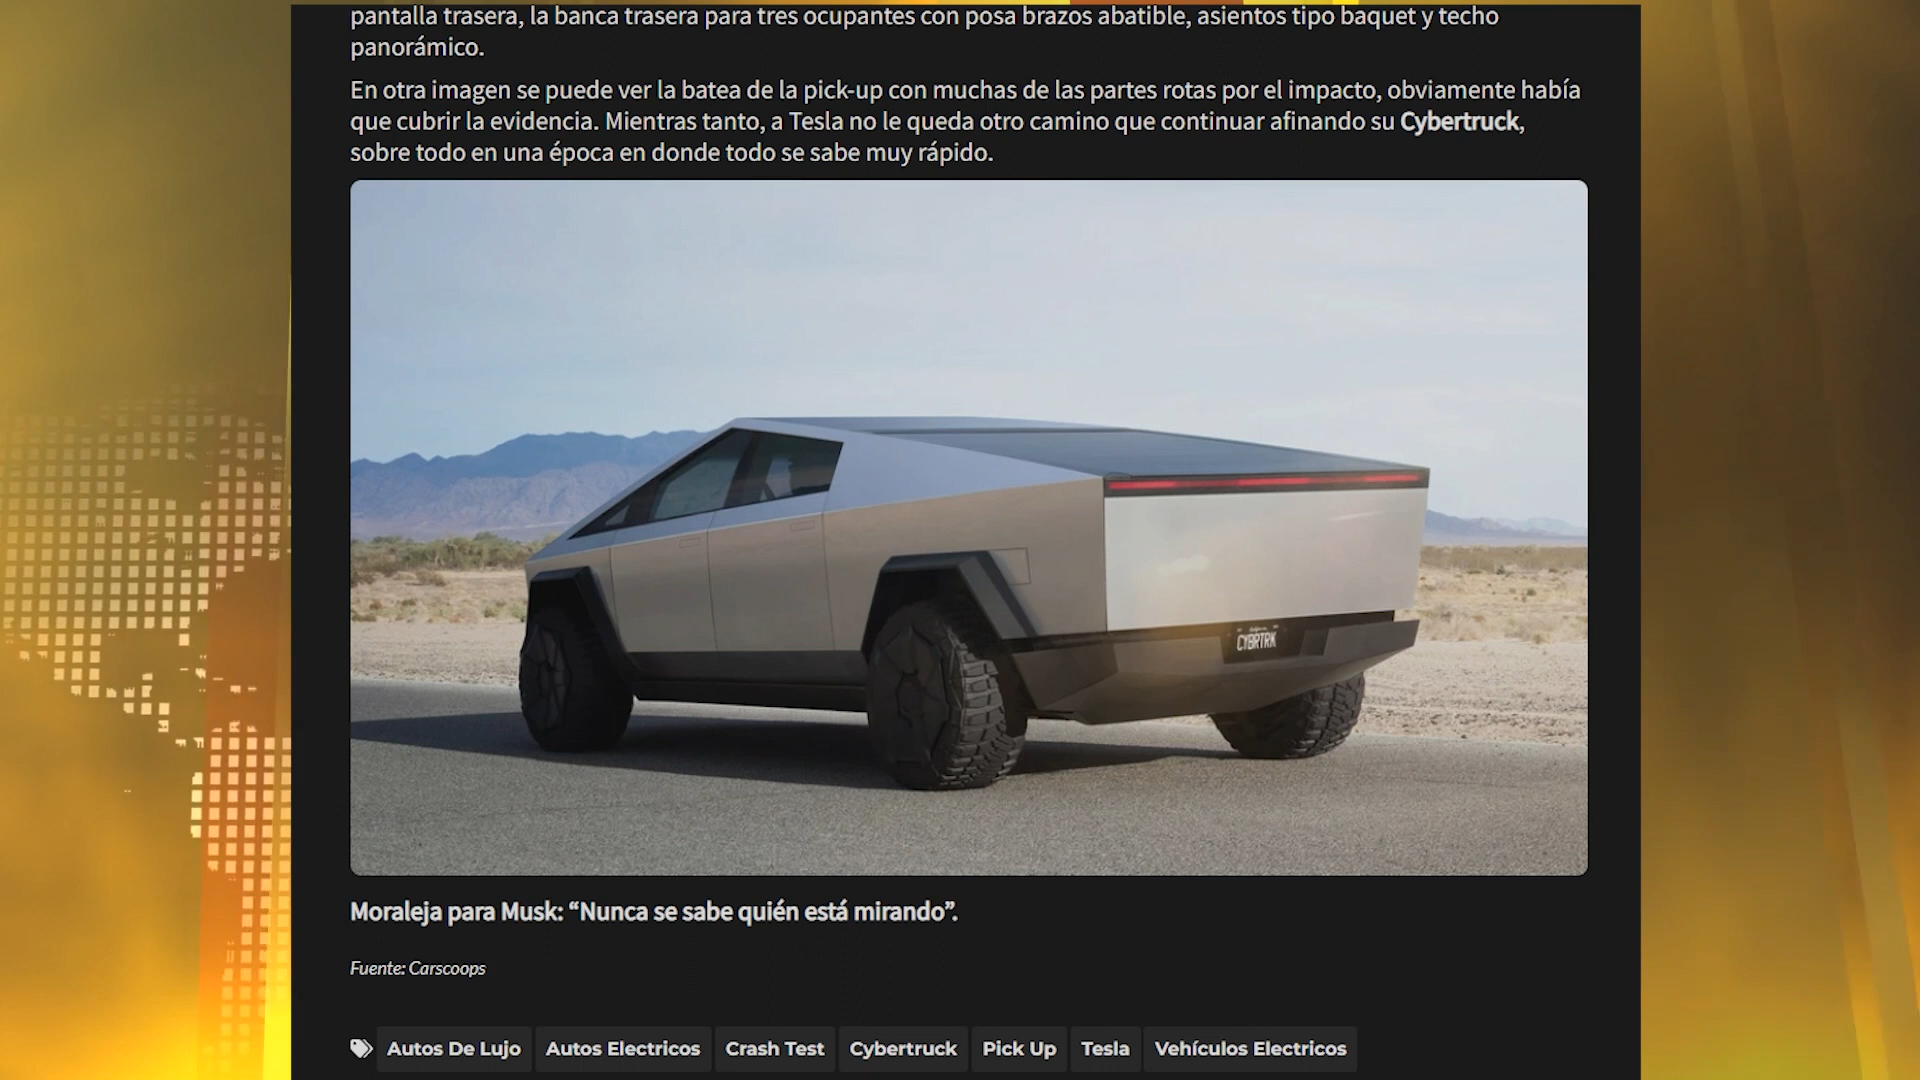 pantalla trasera, la banca trasera para tres ocupantes con posa brazos abatible, asientos tipo baquet y techo
panorámico.
En otra imagen se puede ver la batea de la pick-up con muchas de las partes rotas por el impacto, obviamente había
que cubrir la evidencia. Mientras tanto, a Tesla no le queda otro camino que continuar afinando su Cybertruck,
sobre todo en una época en donde todo se sabe muy rápido.
CYBRTRK
Moraleja para Musk: “Nunca se sabe quién está mirando”.
Fuente: Carscoops
Autos De Lujo Autos Electricos Crash Test Cybertruck Pick Up Tesla Vehículos Electricos